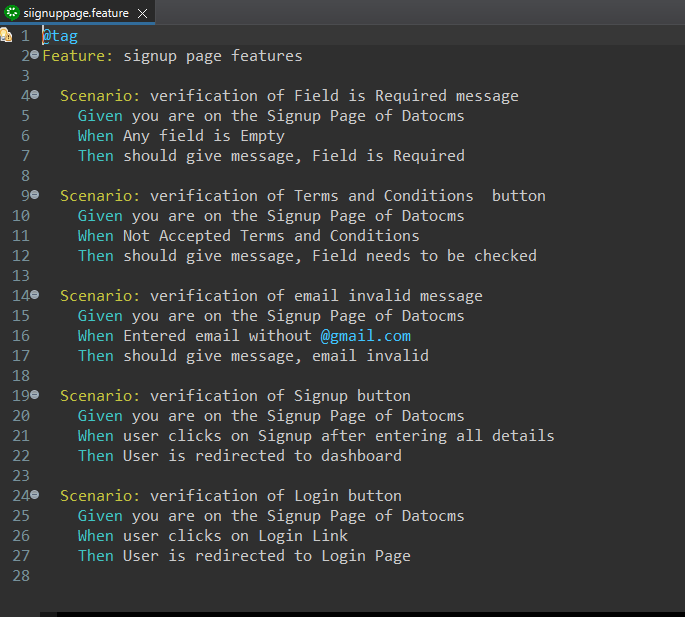 siignuppage.feature
1 @tag
2 Feature: signup page features
3
4 Scenario: verification of Field is Required message
5 Given you are on the Signup Page of Datocms
6 When Any field is Empty
7 Then should give message, Field is Required
8
9 Scenario: verification of Terms and Conditions  button
10 Given you are on the Signup Page of Datocms
11 When Not Accepted Terms and Conditions
12 Then should give message, Field needs to be checked
13
14 Scenario: verification of email invalid message
15 Given you are on the Signup Page of Datocms
16 When Entered email without @gmail.com
17 Then should give message, email invalid
18
19 Scenario: verification of Signup button
20 Given you are on the Signup Page of Datocms
21 When user clicks on Signup after entering all details
22 Then User is redirected to dashboard
23
24 Scenario: verification of Login button
25 Given you are on the Signup Page of Datocms
26 When user clicks on Login Link
27 Then User is redirected to Login Page
28